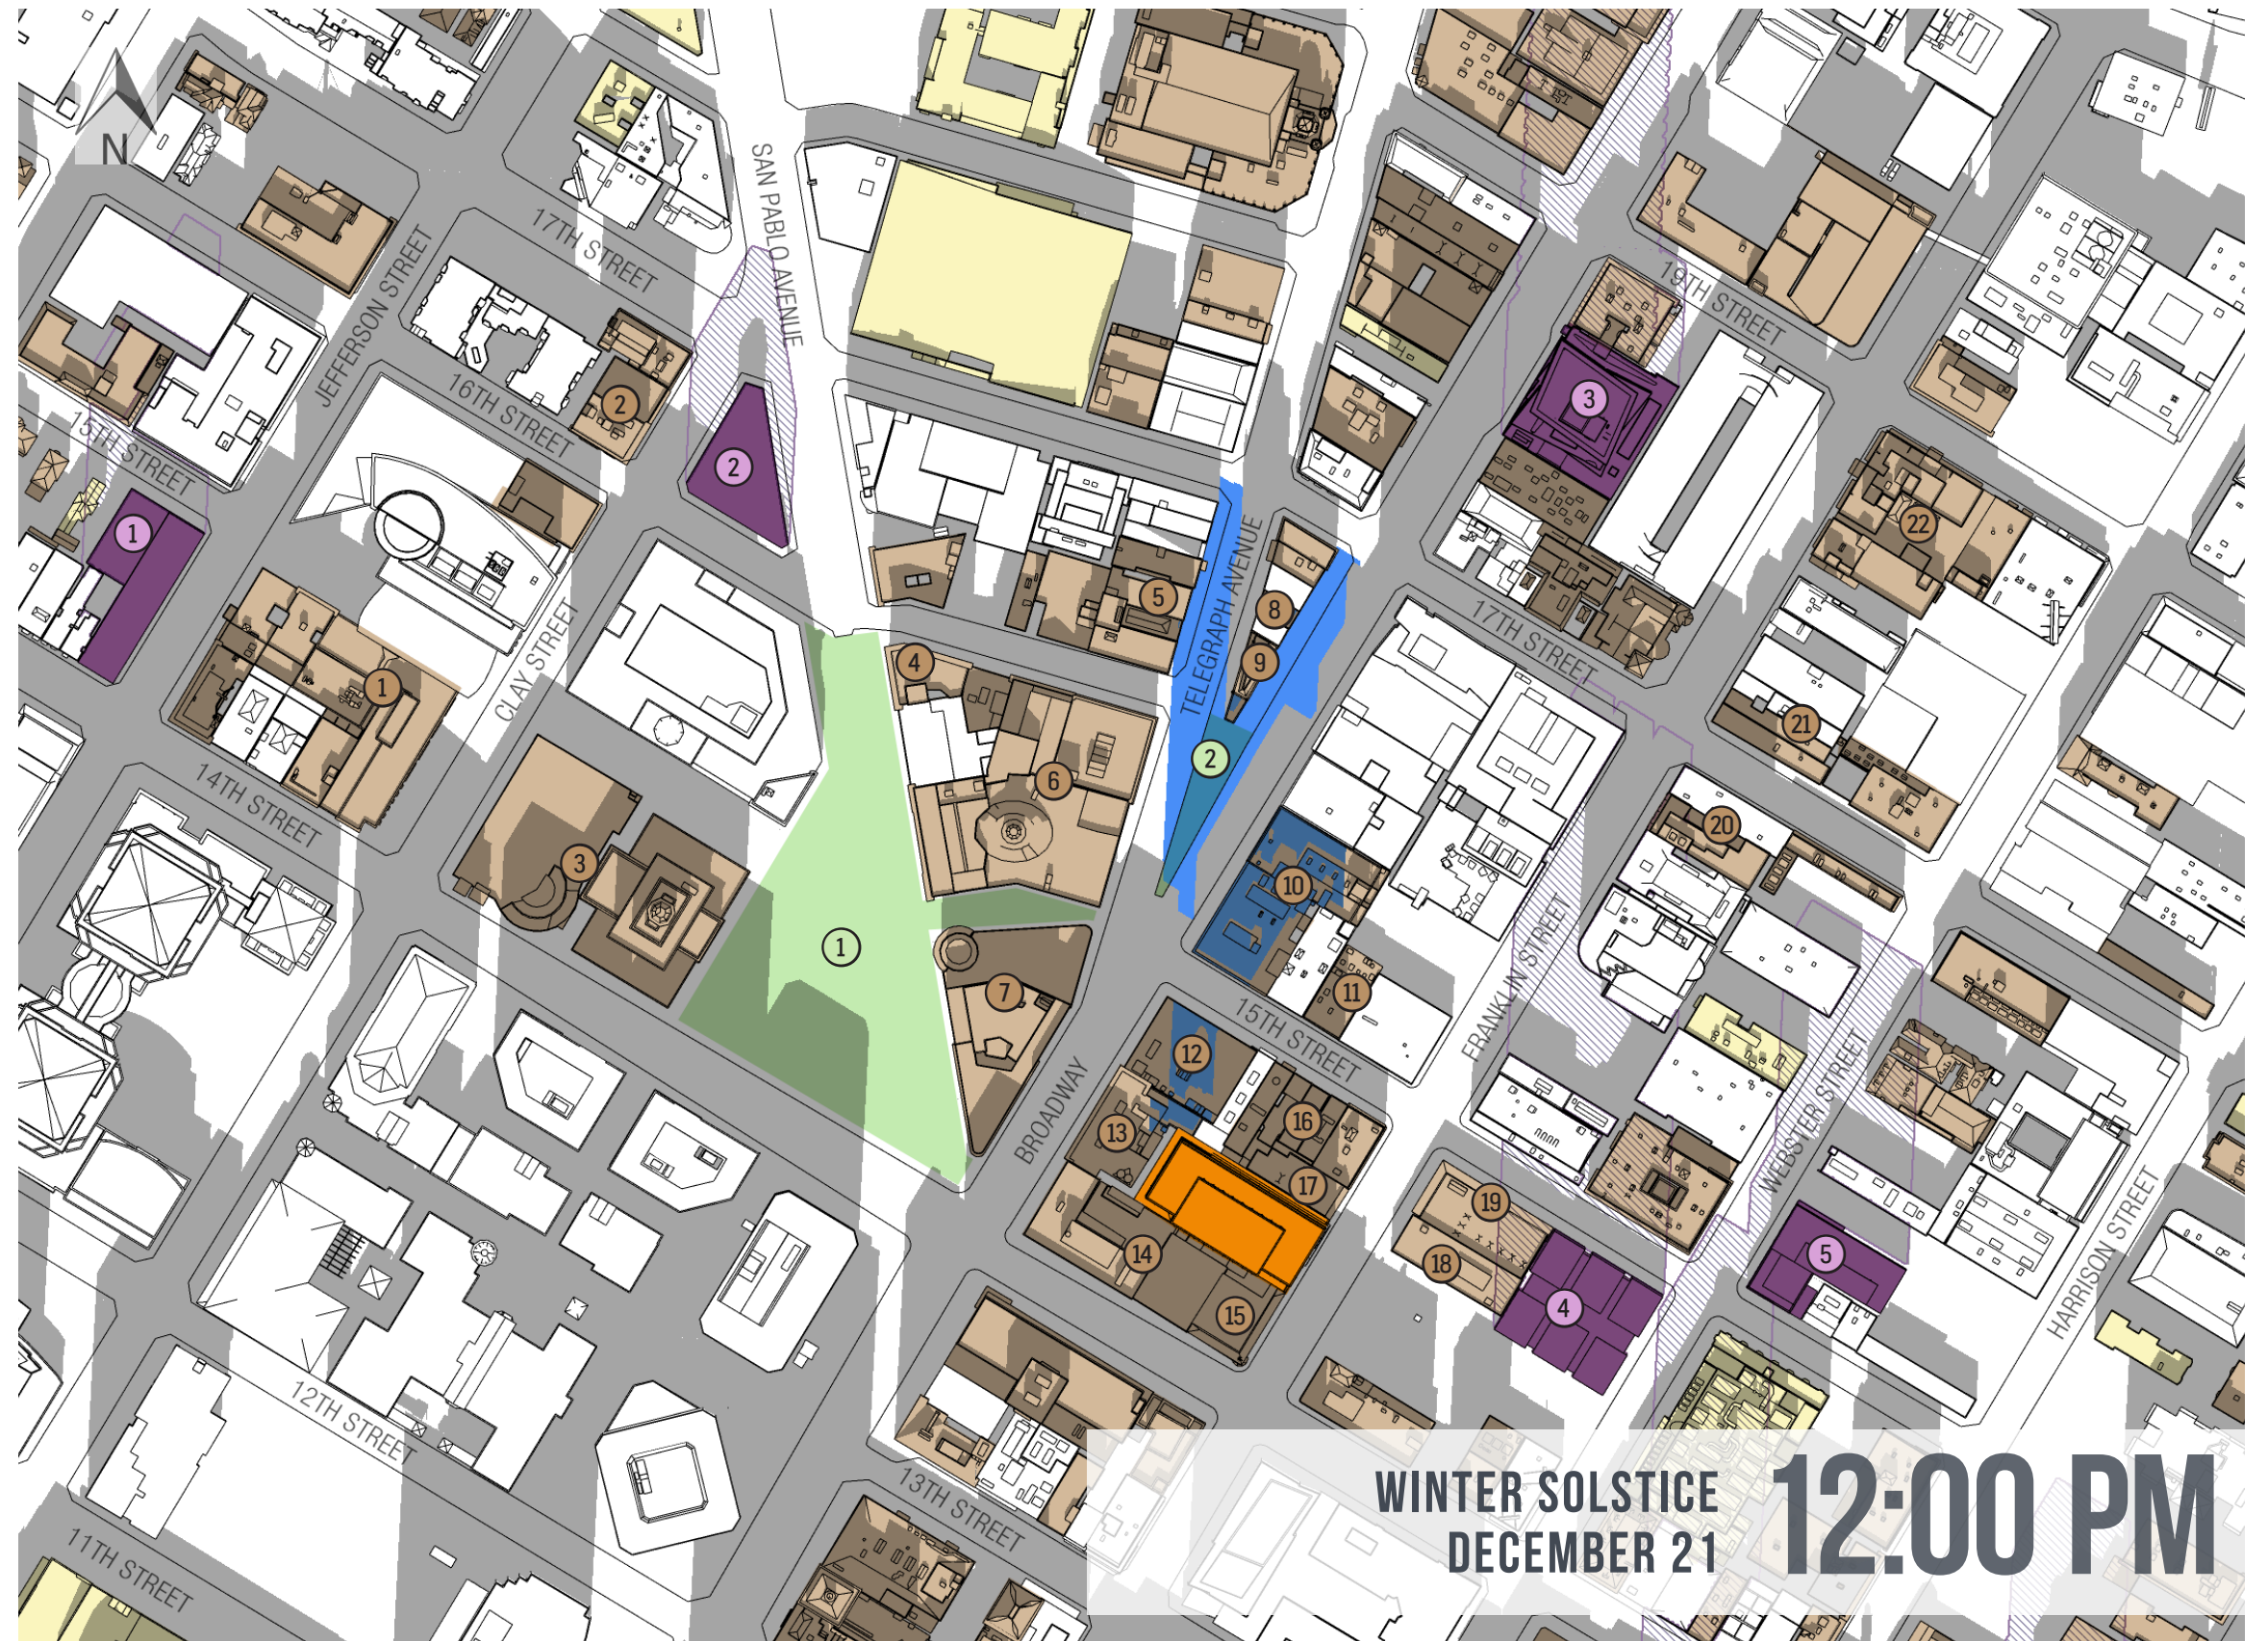 N
SAN PABLO AVENUE
17TH STREET
JEFFERSON STREET
19TH STREET
16TH STREET
2
3
15TH STREET
2
1
22
TELEGRAPH AVENUE
5
8
17TH STREET
CLAY STREET
4
9
1
21
2
6
14TH STREET
20
3
10
1
FRANKLIN STREET
7
11
15TH STREET
12
BROADWAY
WEBSTER STREET
13
16
17
19
HARRISON STREET
14
18
5
15
4
12TH STREET
13TH STREET
WINTER SOLSTICE
DECEMBER 21
12:00 PM
11TH STREET